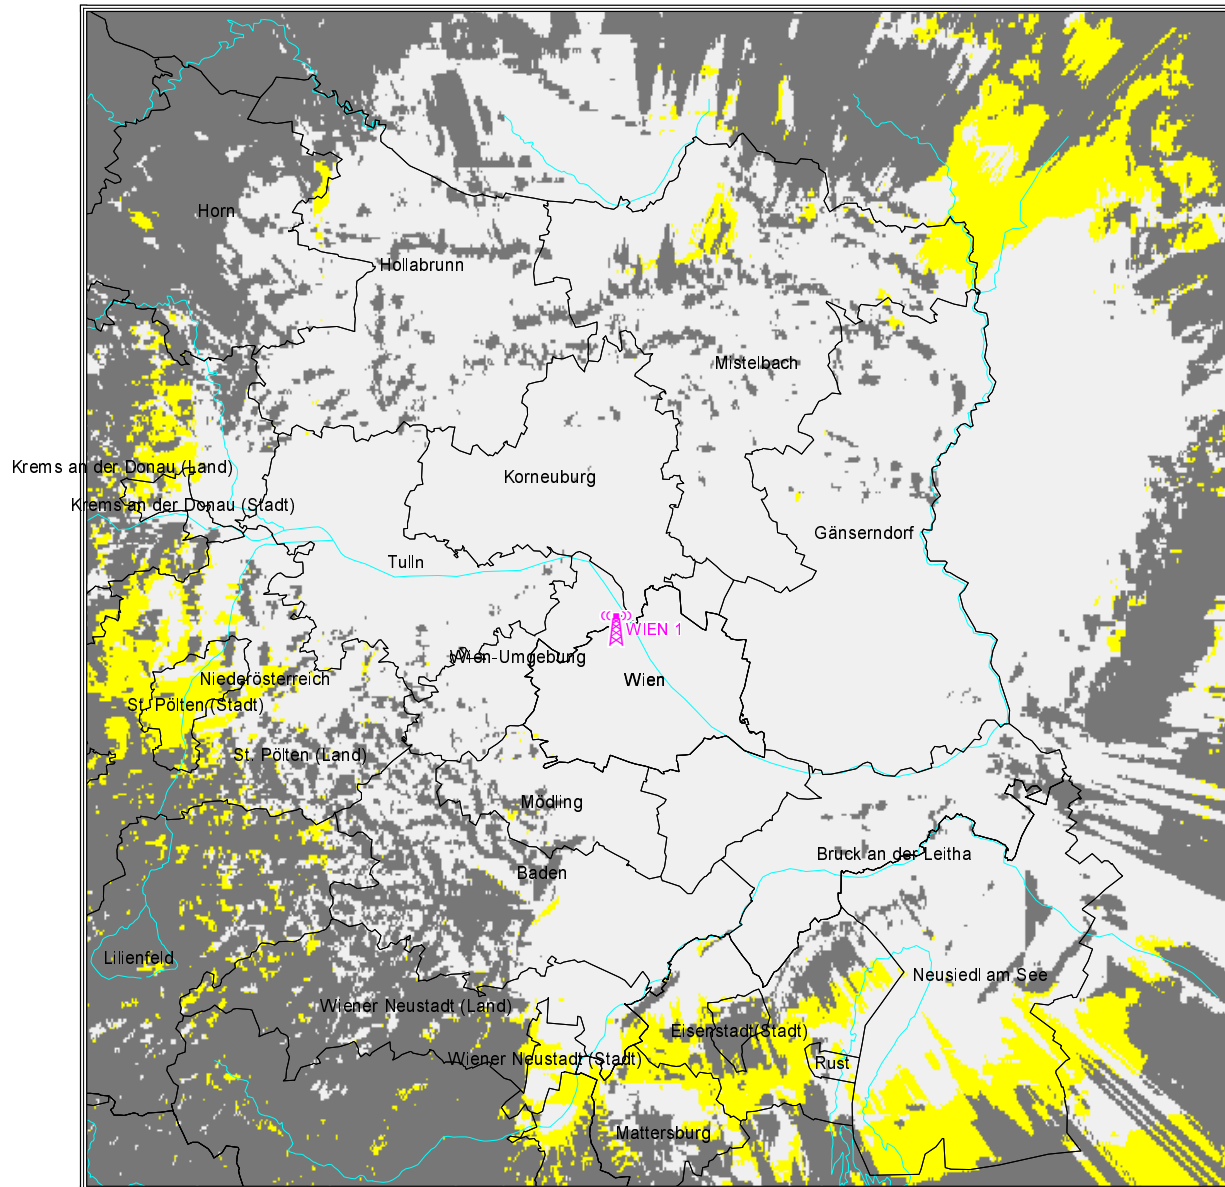 Horn
Hollabrunn
Mistelbach
Krems an der Donau (Land)
Korneuburg
Krems an der Donau (Stadt)
Gänserndorf
Tulln
WIEN 1
Wien-Umgebung
Niederösterreich
Wien
St. Pölten (Stadt)
St. Pölten (Land)
Mödling
Bruck an der Leitha
Baden
Lilienfeld
Neusiedl am See
Wiener Neustadt (Land)
Eisenstadt(Stadt)
Wiener Neustadt (Stadt)
Rust
Mattersburg